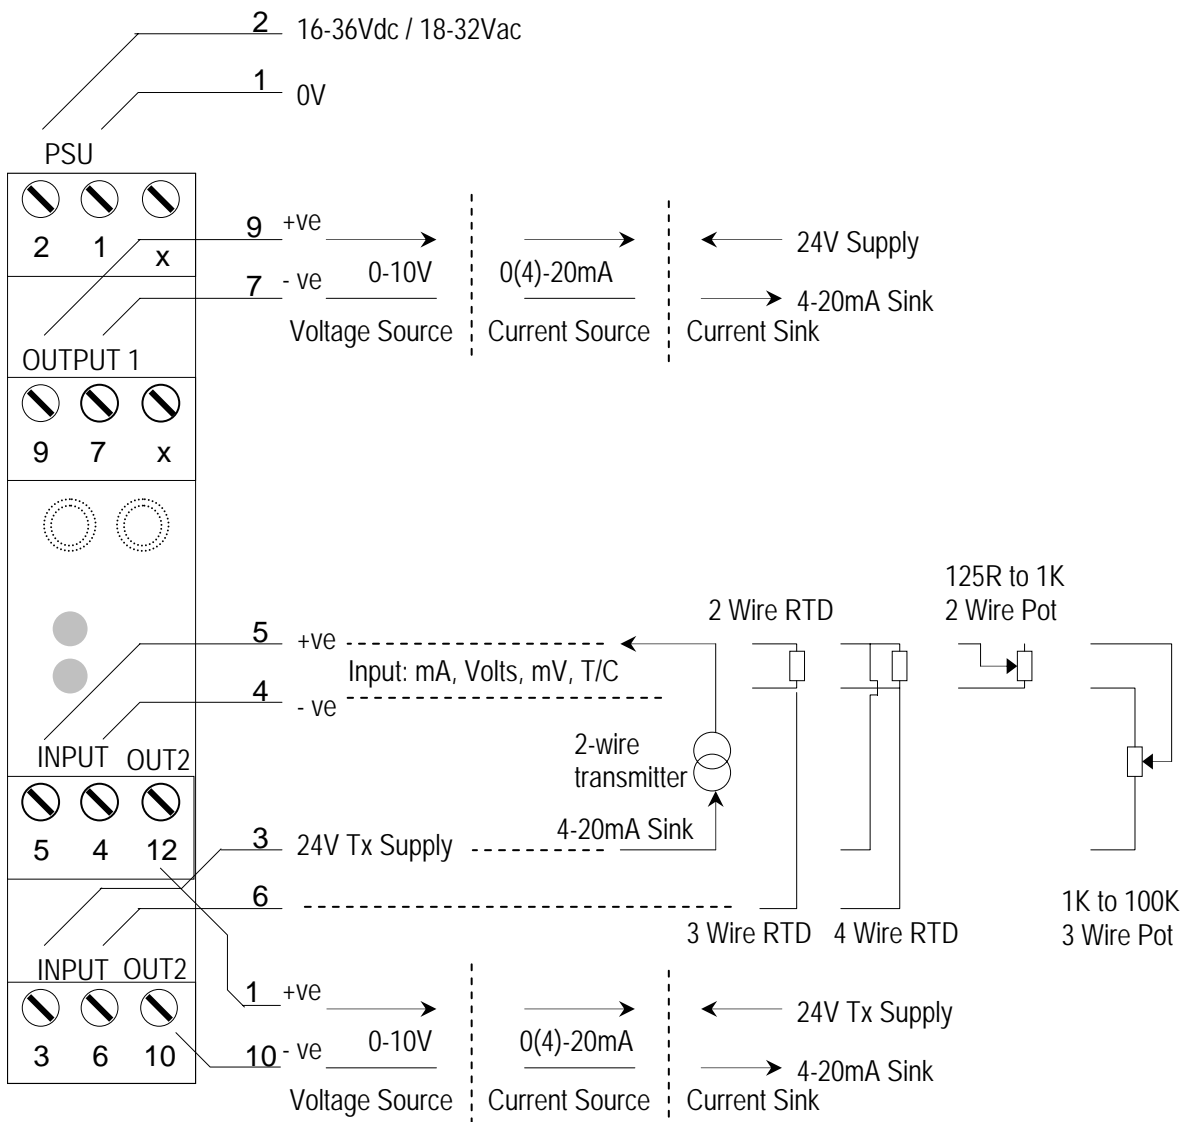 2 16-36Vdc / 18-32Vac
1 0V
PSU
2 1 x
9 +ve
24V Supply
7 - ve
0-10V
0(4)-20mA
4-20mA Sink
Voltage Source
Current Source
Current Sink
OUTPUT 1
9 7 x
125R to 1K
2 Wire Pot
2 Wire RTD
5 +ve
Input: mA, Volts, mV, T/C
4 - ve
INPUT OUT2
2-wire
transmitter
5 4 12
3 24V Tx Supply
4-20mA Sink
6
1K to 100K
3 Wire Pot
3 Wire RTD
4 Wire RTD
INPUT OUT2
1 +ve
24V Tx Supply
3 6 10
10 - ve
0-10V
0(4)-20mA
4-20mA Sink
Voltage Source
Current Source
Current Sink